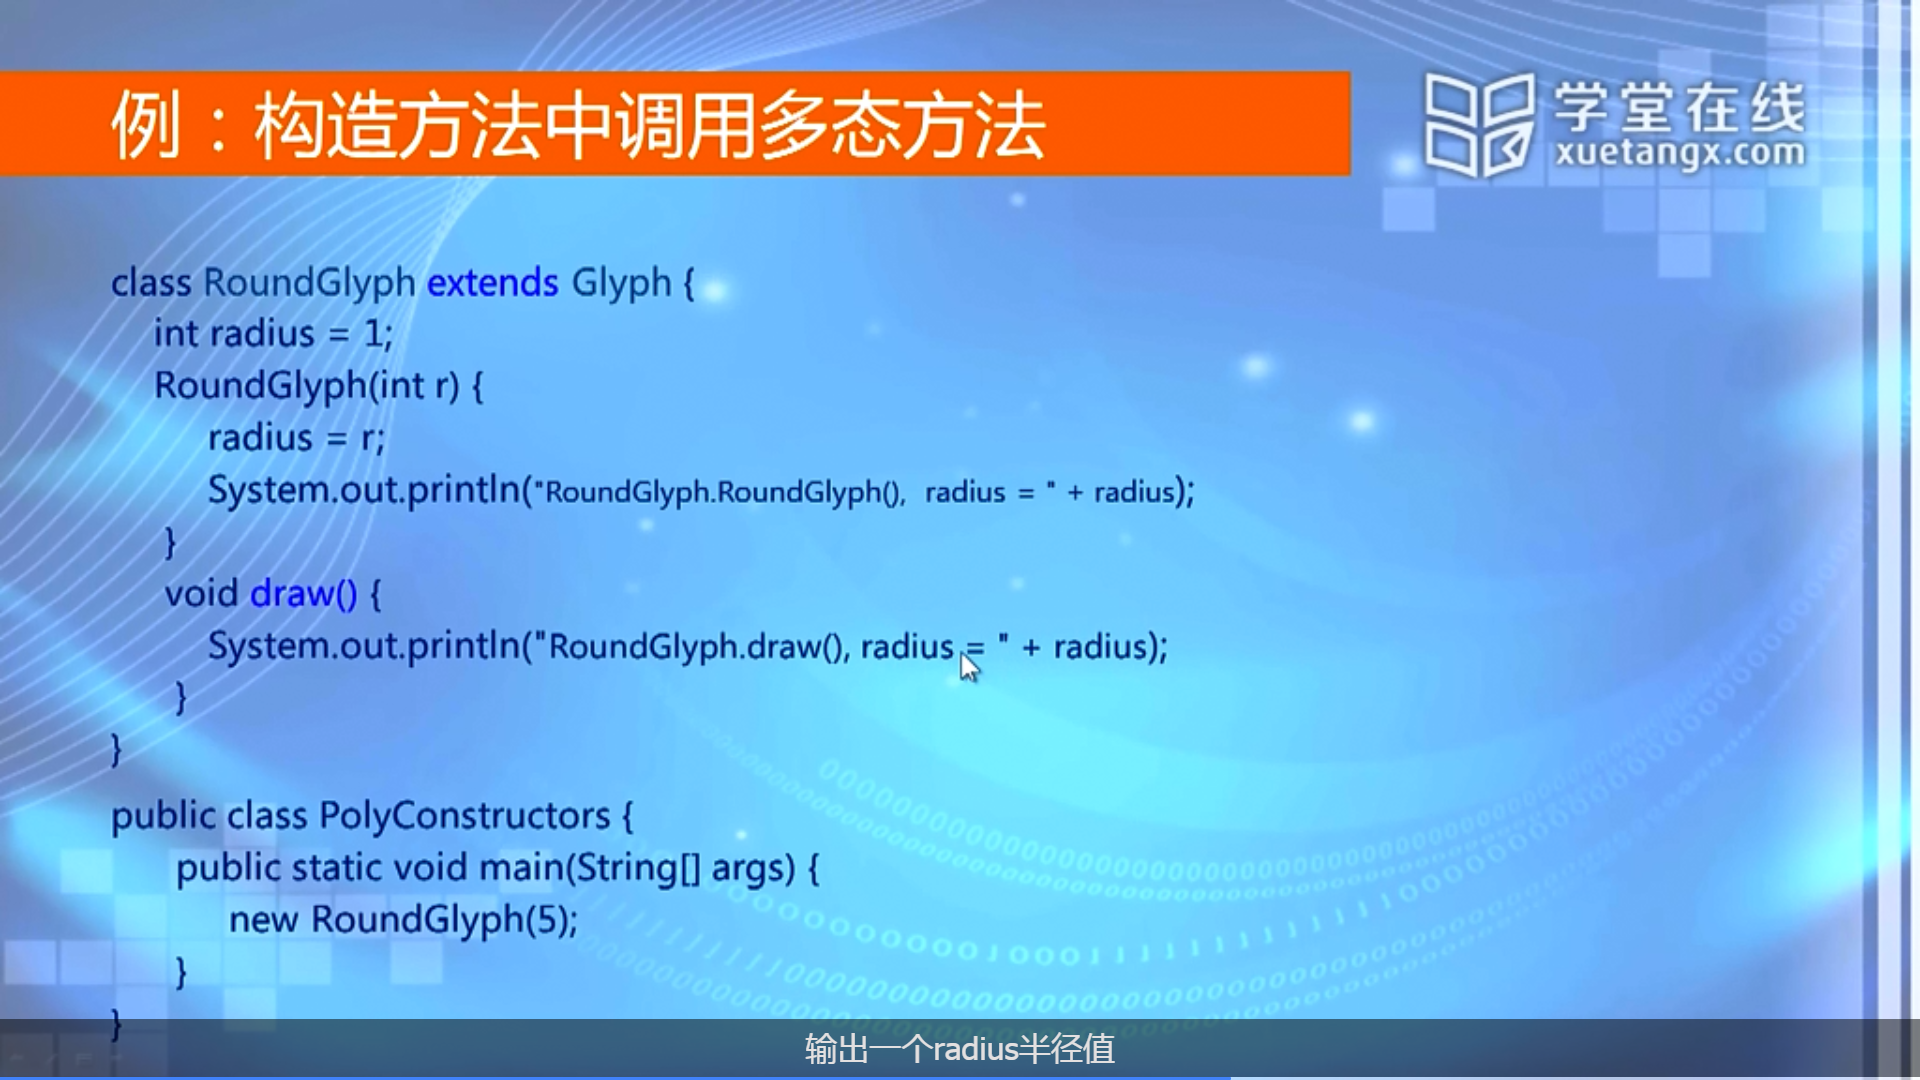 例：构造方法中调用多态方法
学堂在线
xuetangx.com
class RoundGlyph extends Glyph {
int radius = 1;
RoundGlyph(int r) {
radius = r;
System.out.println("RoundGlyph.RoundGlyph(), radius = " + radius);
}
void draw() {
System.out.println("RoundGlyph.draw(), radius = " + radius);
}
}
public class PolyConstructors {
public static void main(String[] args) {
new RoundGlyph(5);
}
}
输出一个radius半径值